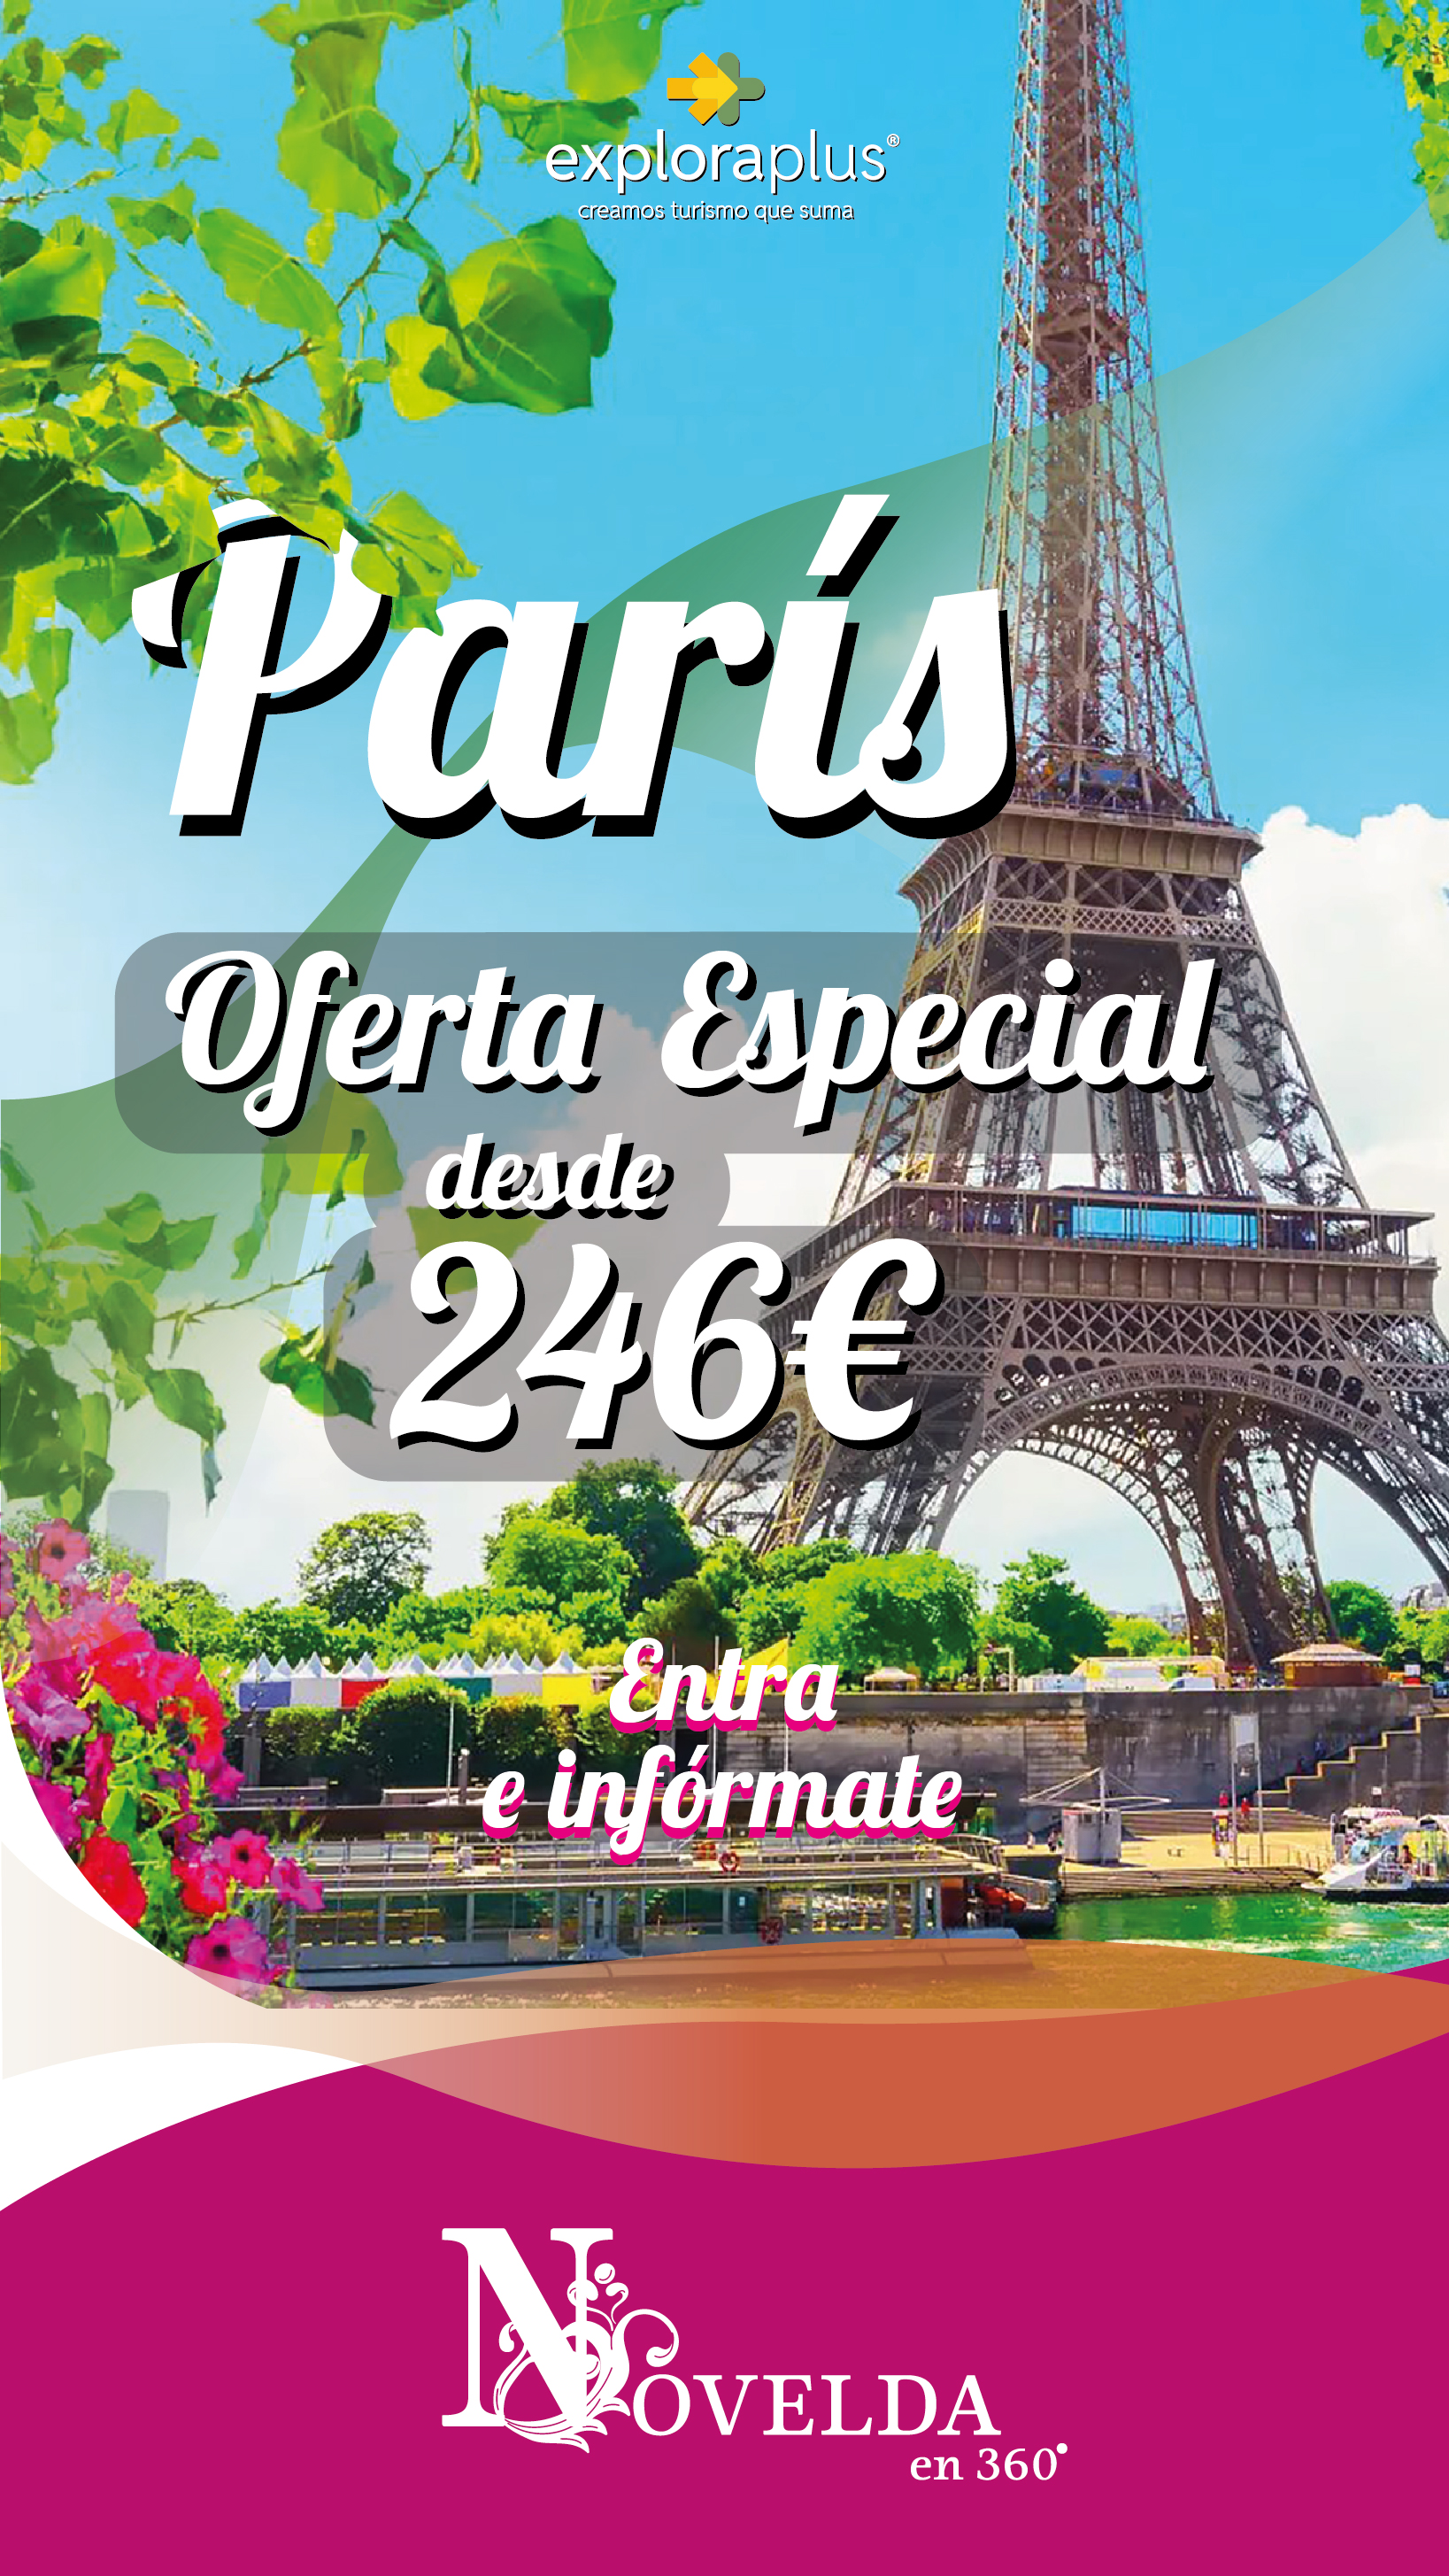 exploraplus®
creamos turismo que suma
París
Oferta Especial
desde
246€
Entra
e infórmate
NOVELDA
en 360°